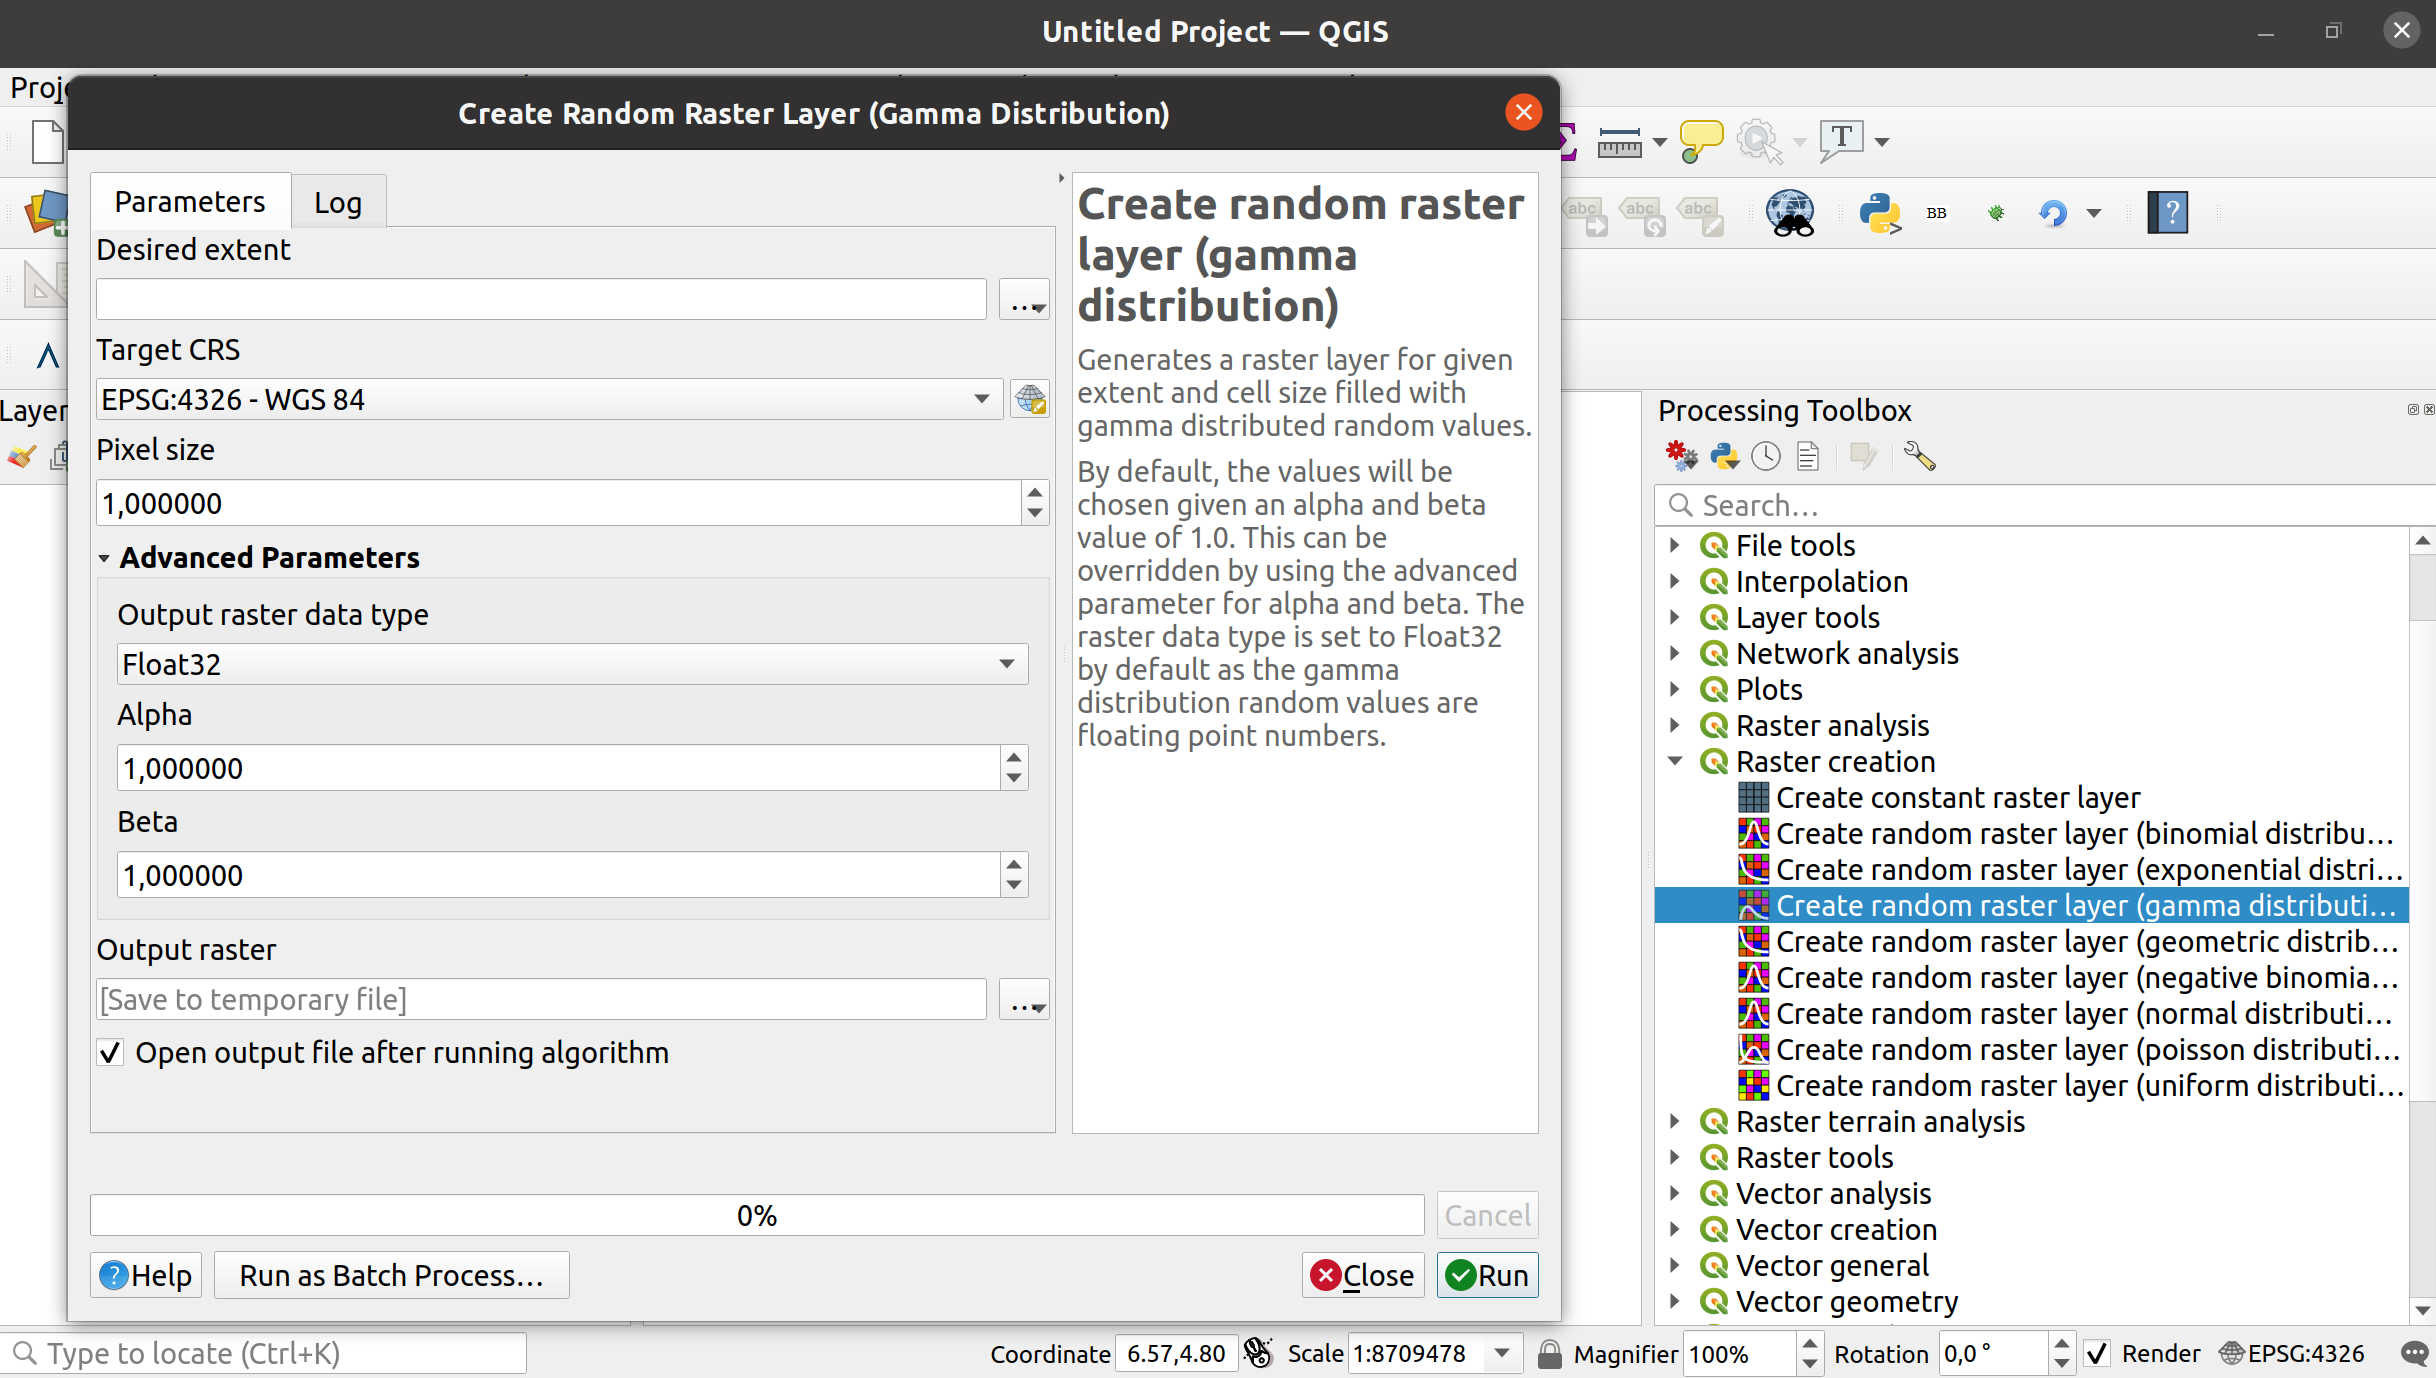 Untitled Project — QGIS
Proje
Create Random Raster Layer (Gamma Distribution)
Parameters
Log
Desired extent
...
Target CRS
EPSG:4326 - WGS 84
Pixel size
1,000000
Advanced Parameters
Output raster data type
Float32
Alpha
1,000000
Beta
1,000000
Output raster
[Save to temporary file]
...
Open output file after running algorithm
Create random raster
layer (gamma
distribution)
Generates a raster layer for given
extent and cell size filled with
gamma distributed random values.
By default, the values will be
chosen given an alpha and beta
value of 1.0. This can be
overridden by using the advanced
parameter for alpha and beta. The
raster data type is set to Float32
by default as the gamma
distribution random values are
floating point numbers.
0%
Cancel
Help
Run as Batch Process...
Close
Run
T
abc
abc
abc
BB
?
Layer
Processing Toolbox
Search...
File tools
Interpolation
Layer tools
Network analysis
Plots
Raster analysis
Raster creation
Create constant raster layer
Create random raster layer (binomial distribu...
Create random raster layer (exponential distri...
Create random raster layer (gamma distributi...
Create random raster layer (geometric distrib...
Create random raster layer (negative binomia...
Create random raster layer (normal distributi...
Create random raster layer (poisson distributi...
Create random raster layer (uniform distributi...
Raster terrain analysis
Raster tools
Vector analysis
Vector creation
Vector general
Vector geometry
Type to locate (Ctrl+K)
Coordinate 6.57,4.80
Scale 1:8709478
Magnifier 100%
Rotation 0,0 °
Render
EPSG:4326